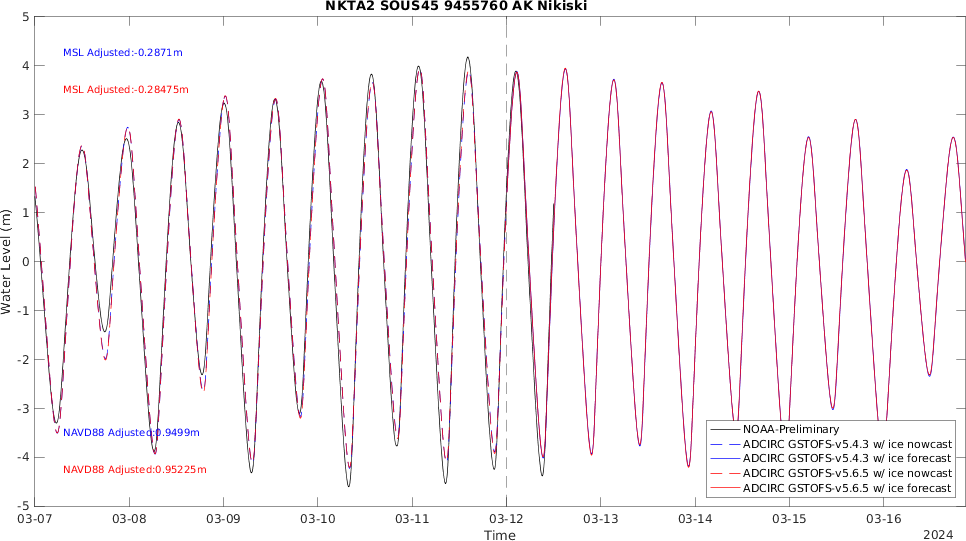 NKTA2 SOUS45 9455760 AK Nikiski
MSL Adjusted:-0.2871m
MSL Adjusted:-0.28475m
NAVD88 Adjusted:0.9499m
NAVD88 Adjusted:0.95225m
Water Level (m)
5
4
3
2
1
0
-1
-2
-3
-4
-5
NOAA-Preliminary
ADCIRC GSTOFS-v5.4.3 w/ ice nowcast
ADCIRC GSTOFS-v5.4.3 w/ ice forecast
ADCIRC GSTOFS-v5.6.5 w/ ice nowcast
ADCIRC GSTOFS-v5.6.5 w/ ice forecast
03-07 03-08 03-09 03-10 03-11 03-12 03-13 03-14 03-15 03-16
Time
2024